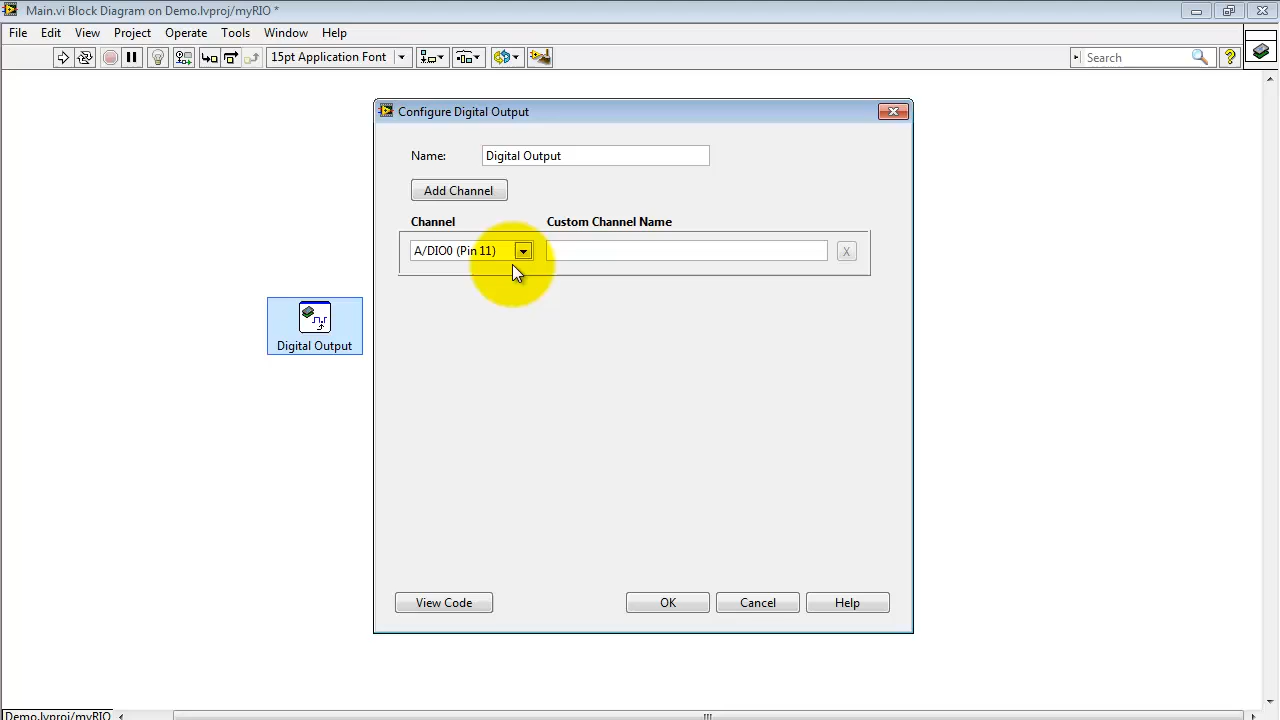 Main.vi Block Diagram on Demo.lvproj/myRIO *
File Edit View Project Operate Tools Window Help
15pt Application Font
Search
?
Configure Digital Output
Name: Digital Output
Add Channel
Channel Custom Channel Name
A/DIO0 (Pin 11) X
Digital Output
View Code OK Cancel Help
Demo.lvproj/myRIO